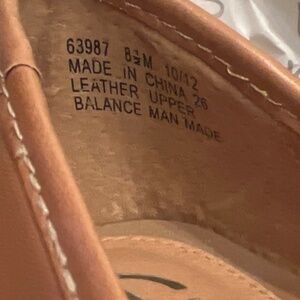 63987 8½M 10/12
MADE IN CHINA 26
LEATHER UPPER
BALANCE MAN MADE